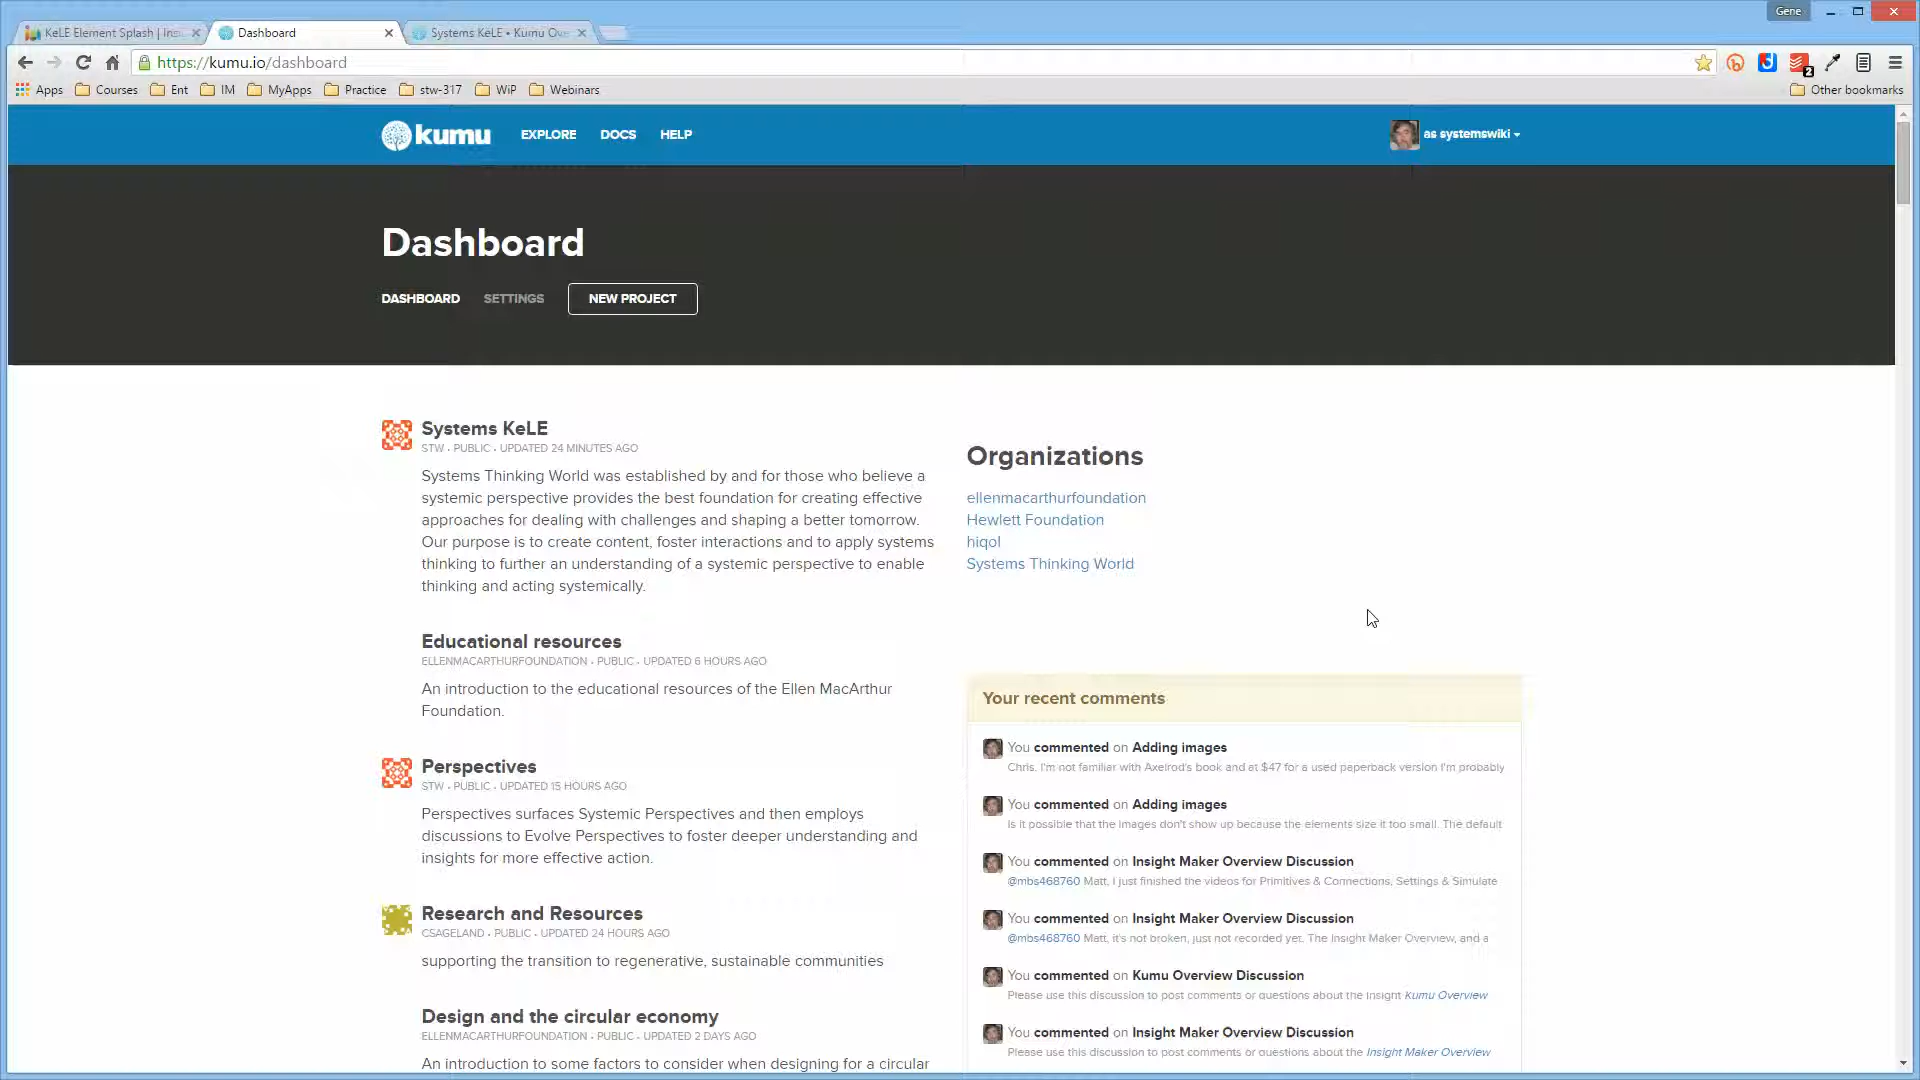 Gene
KeLE Element Splash | Ins
Dashboard
Systems KeLE • Kumu Ov
https://kumu.io/dashboard
2
Apps Courses Ent IM MyApps Practice stw-317 WiP Webinars Other bookmarks
kumu EXPLORE DOCS HELP as systemswiki
Dashboard
DASHBOARD SETTINGS NEW PROJECT
Systems KeLE
STW • PUBLIC • UPDATED 24 MINUTES AGO
Systems Thinking World was established by and for those who believe a
systemic perspective provides the best foundation for creating effective
approaches for dealing with challenges and shaping a better tomorrow.
Our purpose is to create content, foster interactions and to apply systems
thinking to further an understanding of a systemic perspective to enable
thinking and acting systemically.
Educational resources
ELLENMACARTHURFOUNDATION • PUBLIC • UPDATED 6 HOURS AGO
An introduction to the educational resources of the Ellen MacArthur
Foundation.
Perspectives
STW • PUBLIC • UPDATED 15 HOURS AGO
Perspectives surfaces Systemic Perspectives and then employs
discussions to Evolve Perspectives to foster deeper understanding and
insights for more effective action.
Research and Resources
CSAGELAND • PUBLIC • UPDATED 24 HOURS AGO
supporting the transition to regenerative, sustainable communities
Design and the circular economy
ELLENMACARTHURFOUNDATION • PUBLIC • UPDATED 2 DAYS AGO
An introduction to some factors to consider when designing for a circular
Organizations
ellenmacarthurfoundation
Hewlett Foundation
hiqol
Systems Thinking World
Your recent comments
You commented on Adding images
Chris, I'm not familiar with Axelrod's book and at $47 for a used paperback version I'm probably
You commented on Adding images
Is it possible that the images don't show up because the elements size it too small. The default
You commented on Insight Maker Overview Discussion
@mbs468760 Matt, I just finished the videos for Primitives & Connections, Settings & Simulate
You commented on Insight Maker Overview Discussion
@mbs468760 Matt, it's not broken, just not recorded yet. The Insight Maker Overview, and a
You commented on Kumu Overview Discussion
Please use this discussion to post comments or questions about the Insight Kumu Overview
You commented on Insight Maker Overview Discussion
Please use this discussion to post comments or questions about the Insight Maker Overview